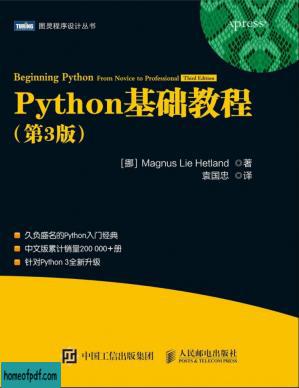 TURING 图灵程序设计丛书
Apress®
Beginning Python From Novice to Professional Third Edition
Python基础教程
（第3版）
［挪］Magnus Lie Hetland ◎著
袁国忠 ◎译
久负盛名的Python入门经典
中文版累计销量200 000+册
针对Python 3全新升级
中国工信出版集团
人民邮电出版社
POSTS & TELECOM PRESS
homeofpdf.com